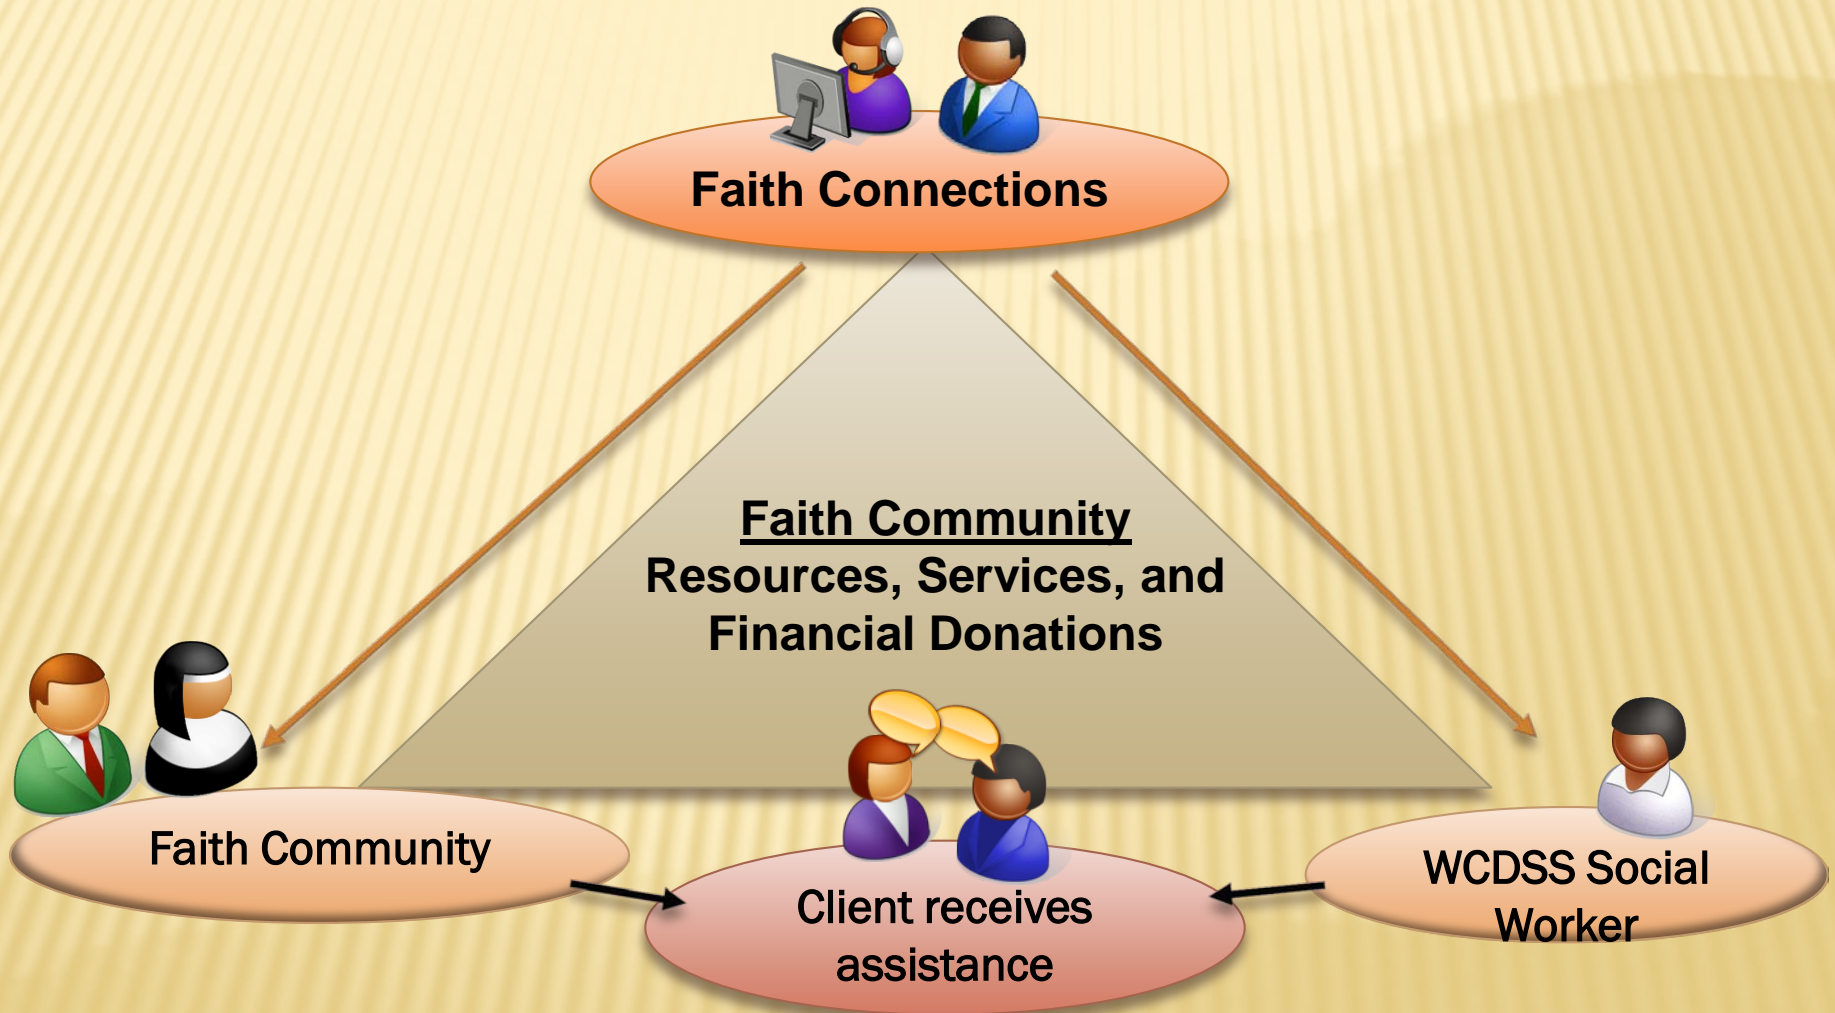 Faith Connections
Faith Community
Resources, Services, and
Financial Donations
Faith Community
Client receives
assistance
WCDSS Social
Worker